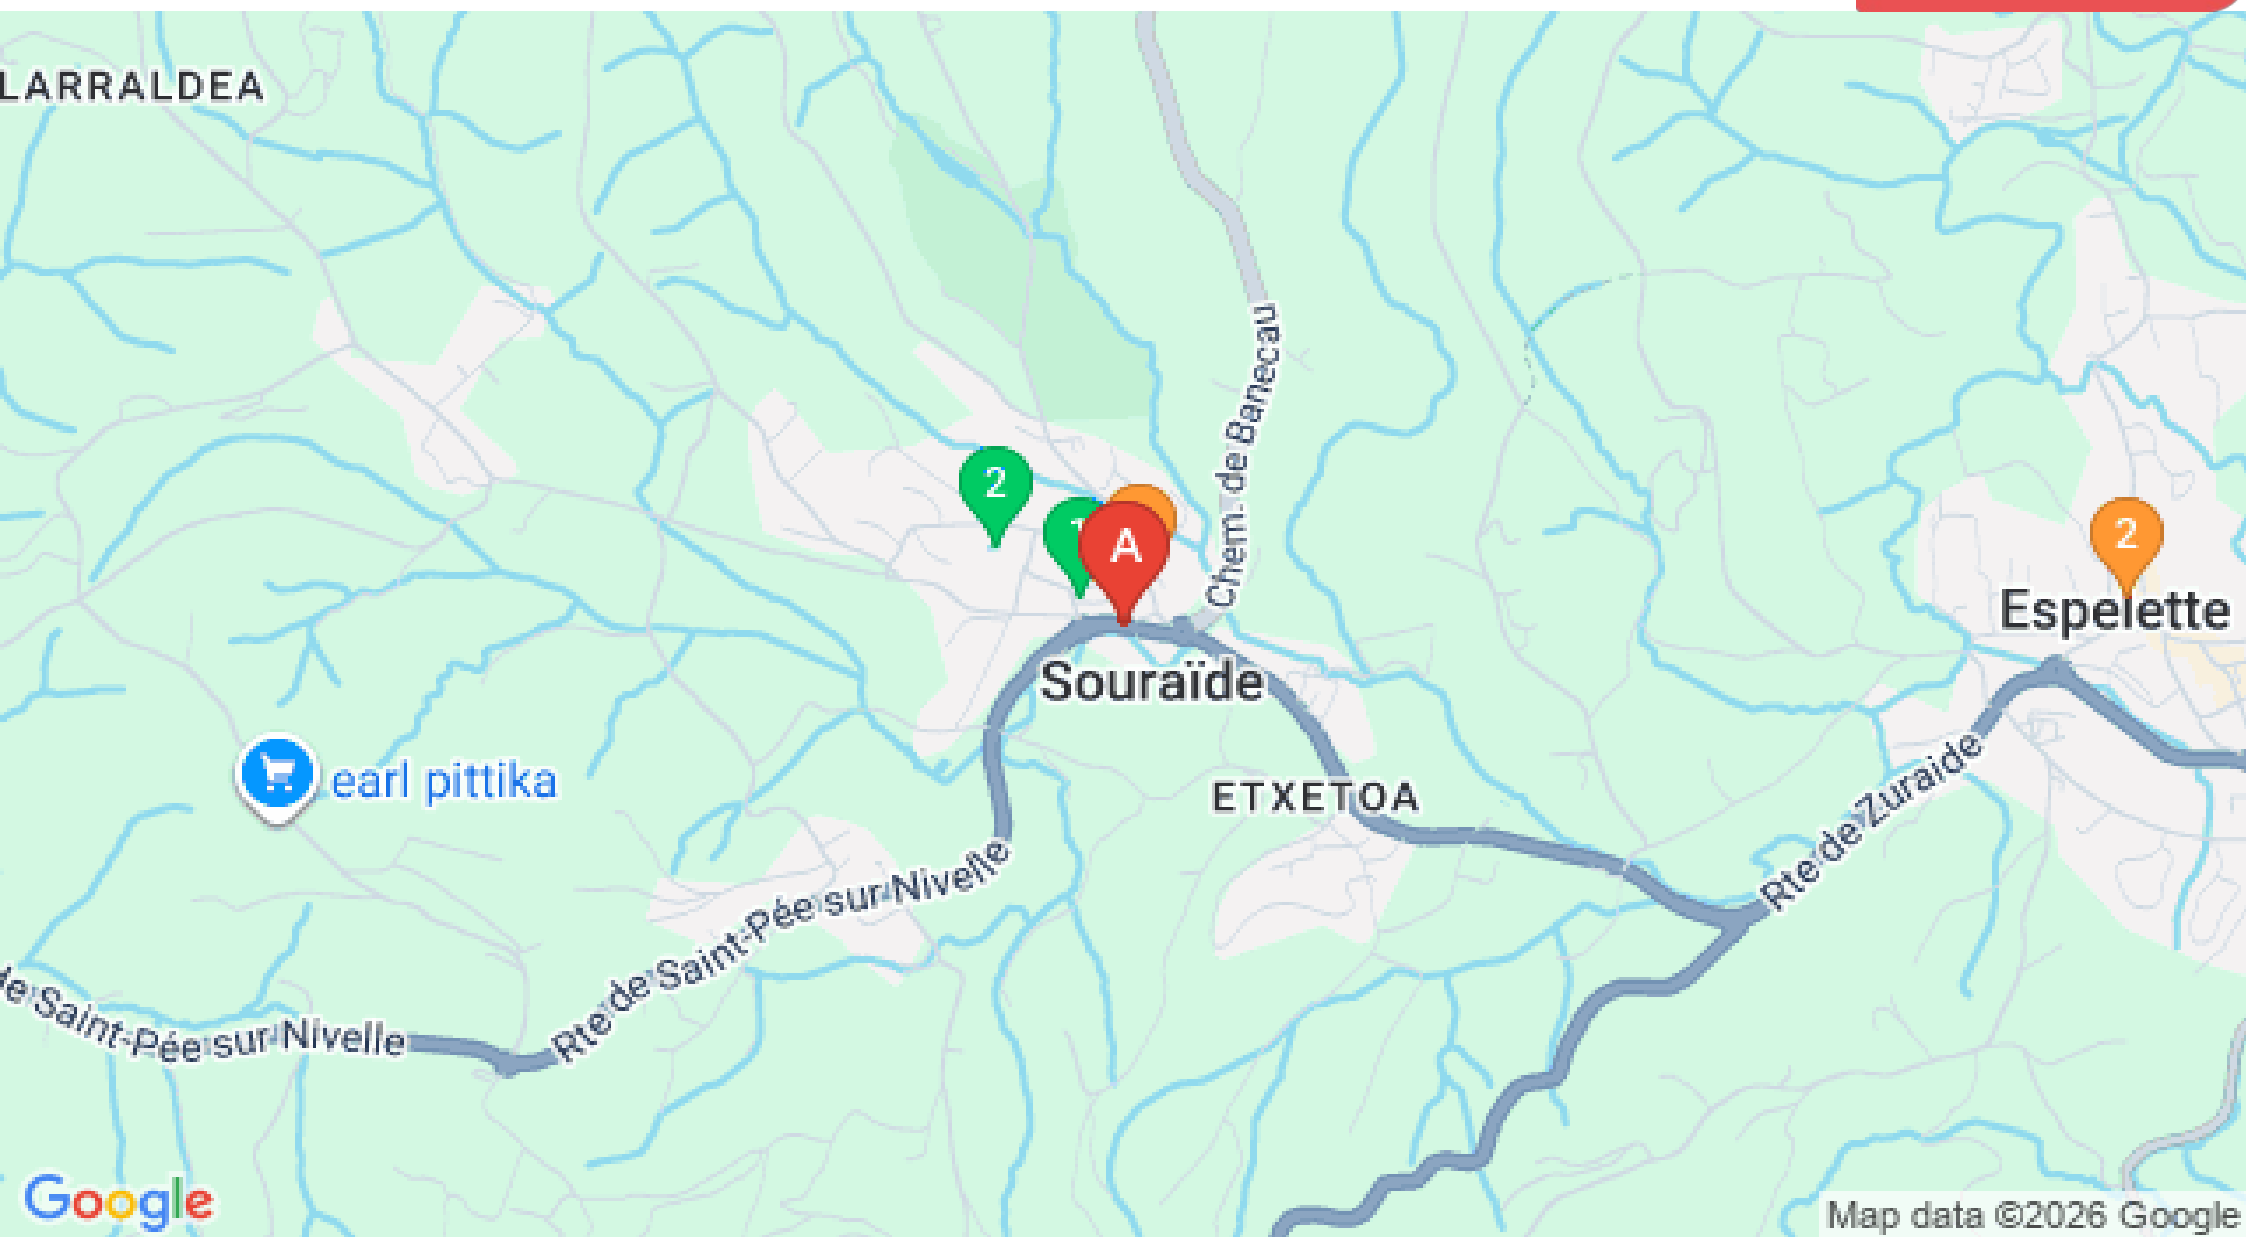 LARRALDEA
Chem. de Banecau
2
1
A
2
Espelette
Souraïde
earl pittika
ETXETOA
Rte de Zuraide
Rte de Saint-Pée sur Nivelle
de Saint-Pée sur Nivelle
Google
Map data ©2026 Google